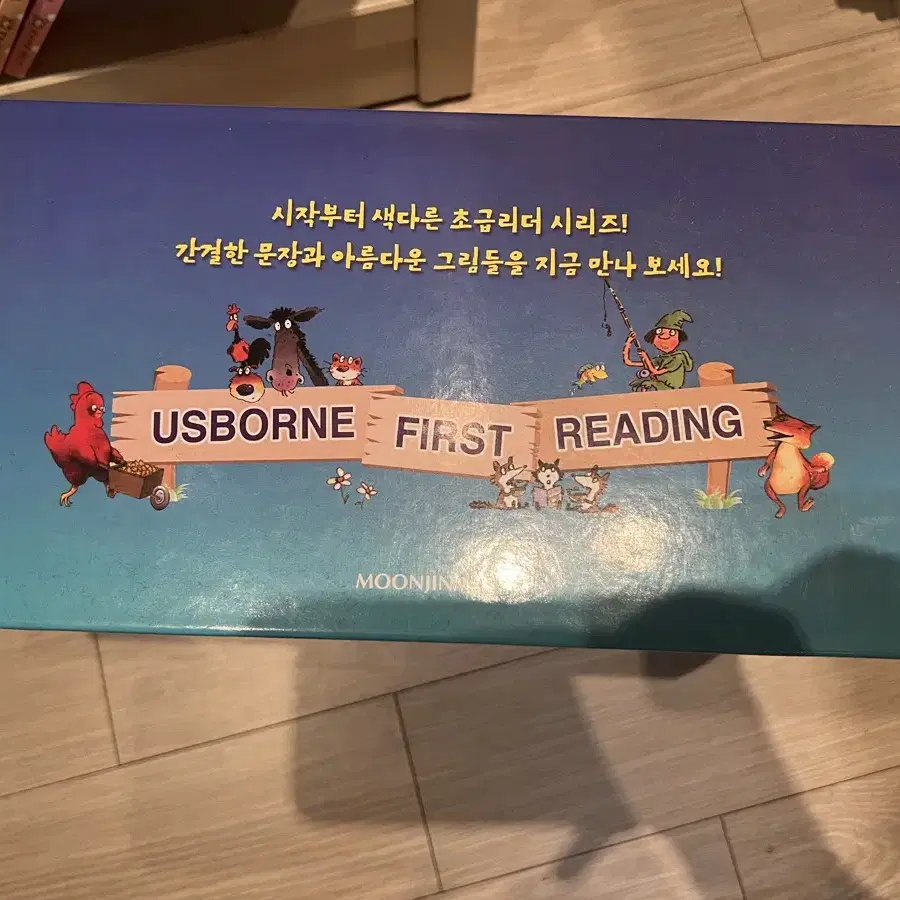 시작부터 색다른 초급리더 시리즈!
간결한 문장과 아름다운 그림들을 지금 만나 보세요!
USBORNE FIRST READING